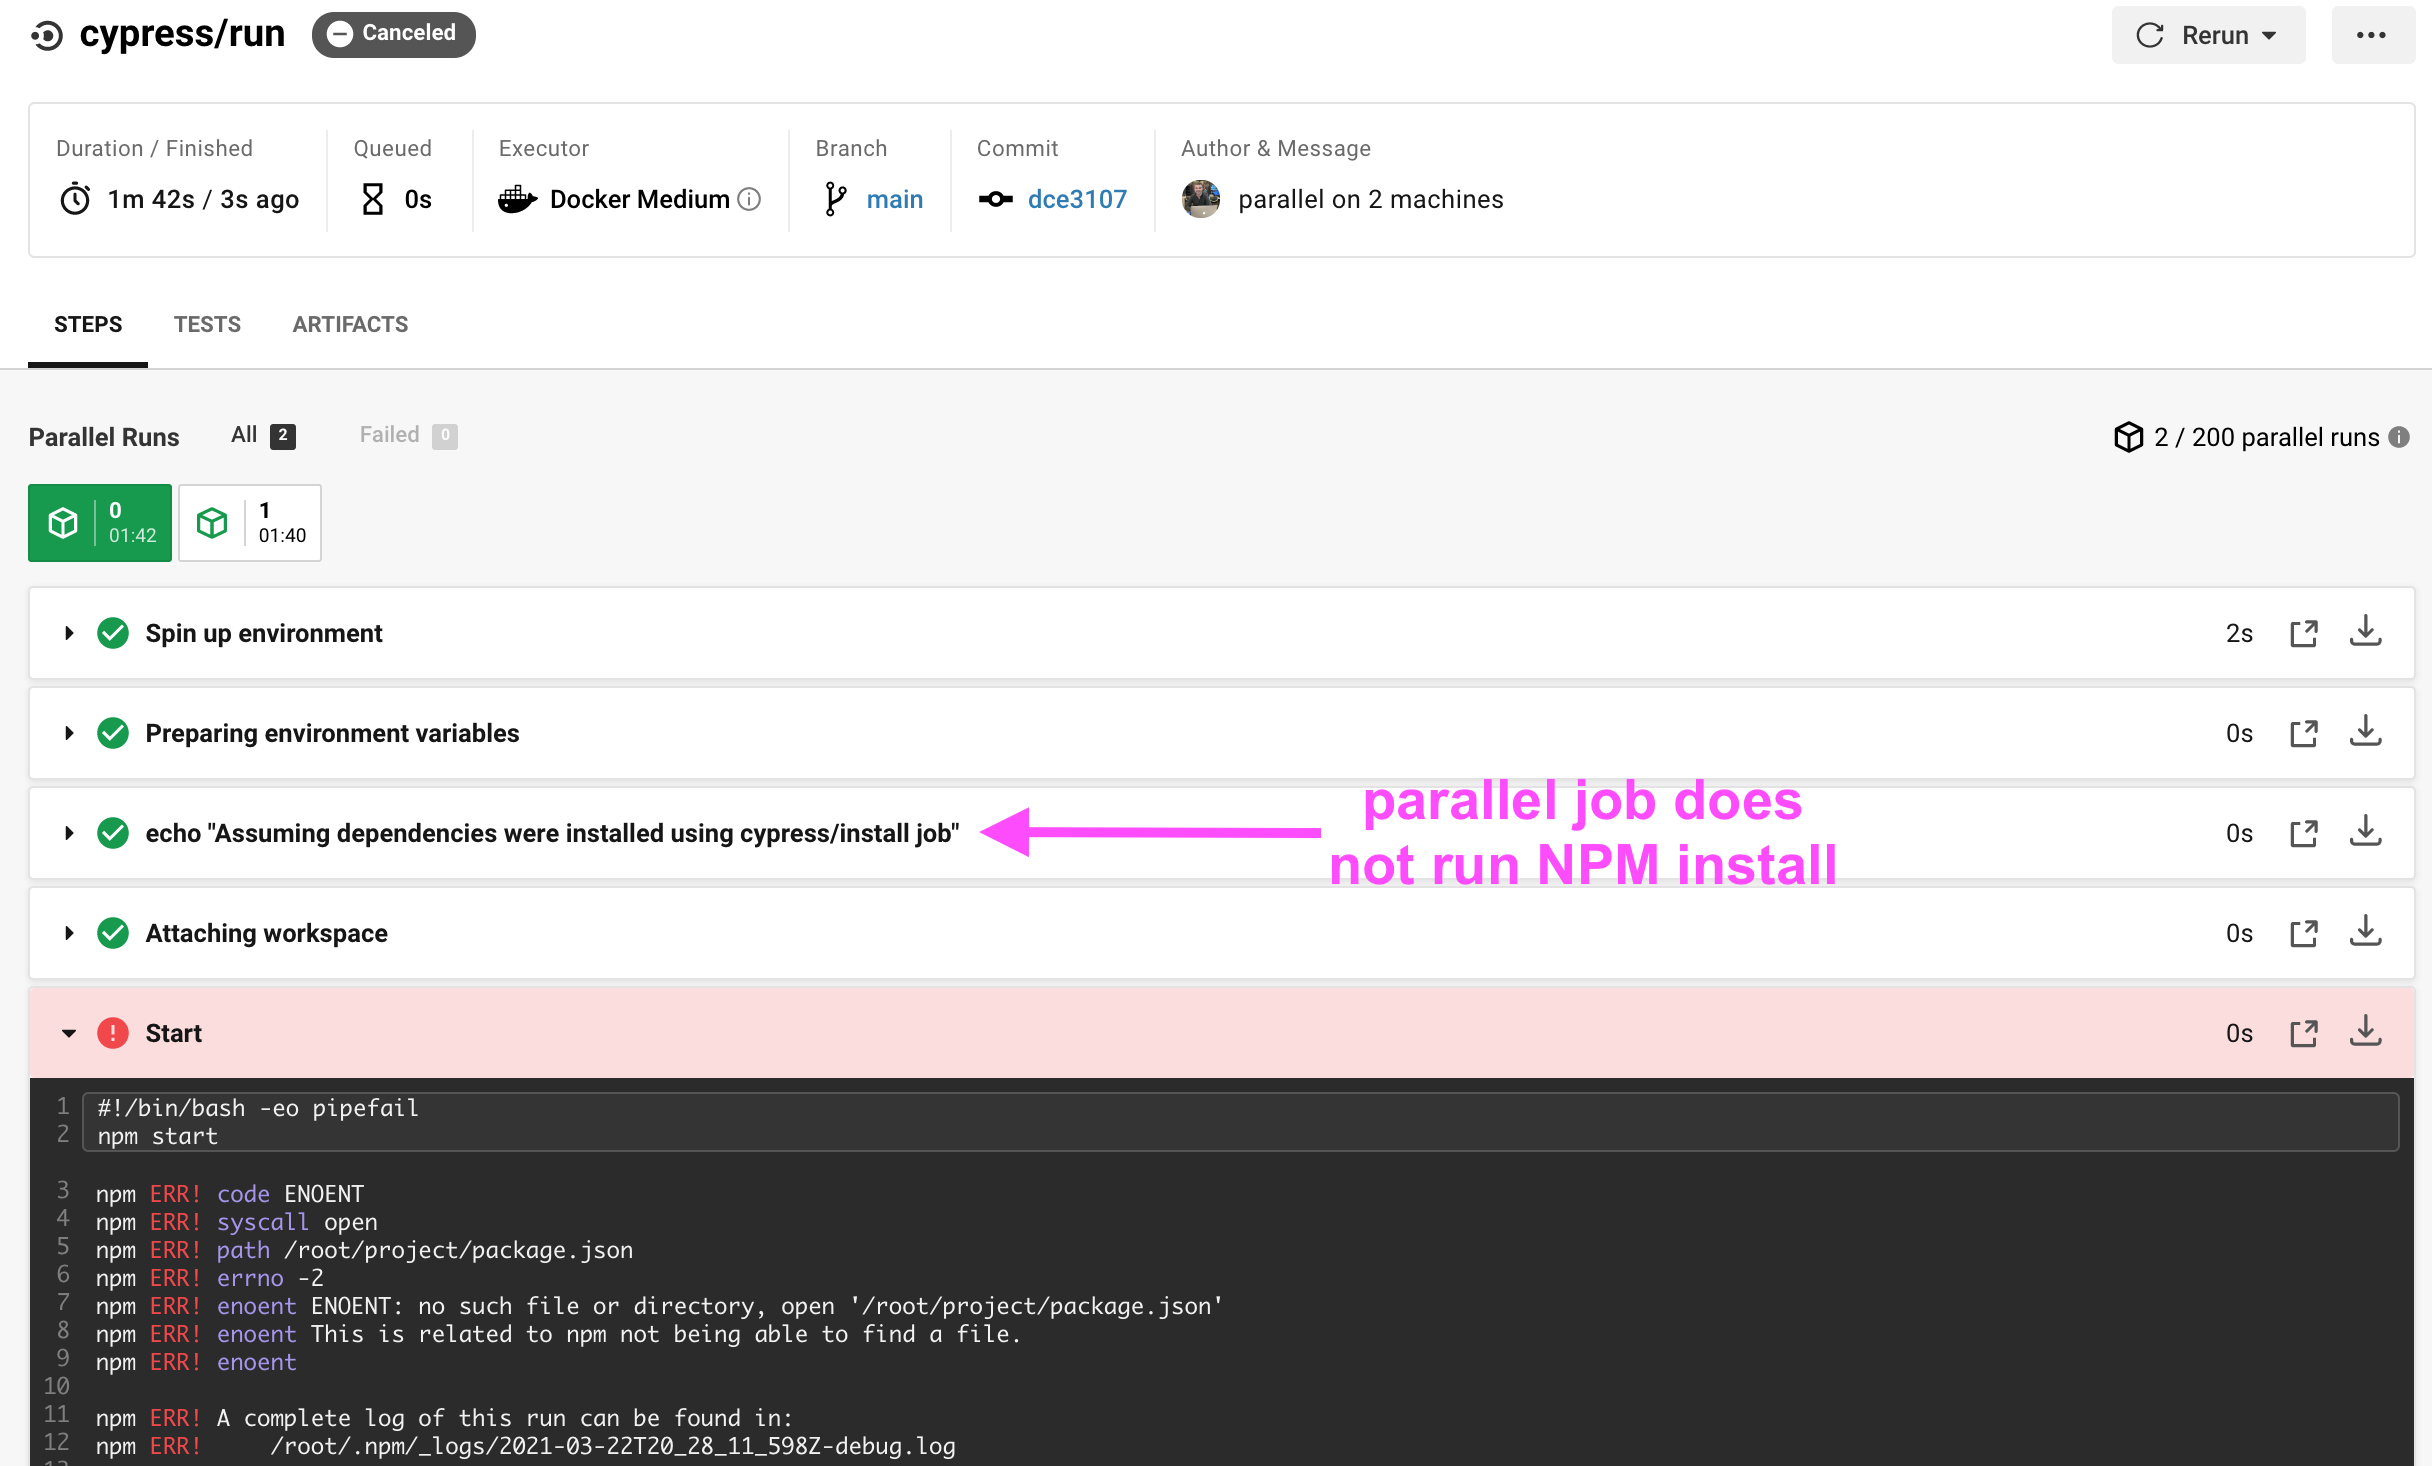 cypress/run Canceled Rerun
Duration / Finished Queued Executor Branch Commit Author & Message
1m 42s / 3s ago 0s Docker Medium main dce3107 parallel on 2 machines
STEPS TESTS ARTIFACTS
Parallel Runs All 2 Failed 0 2 / 200 parallel runs
0 1
01:42 01:40
Spin up environment 2s
Preparing environment variables 0s
parallel job does
echo "Assuming dependencies were installed using cypress/install job" 0s
not run NPM install
Attaching workspace 0s
Start 0s
1 #!/bin/bash -eo pipefail
2 npm start
3 npm ERR! code ENOENT
4 npm ERR! syscall open
5 npm ERR! path /root/project/package.json
6 npm ERR! errno -2
7 npm ERR! enoent ENOENT: no such file or directory, open '/root/project/package.json'
8 npm ERR! enoent This is related to npm not being able to find a file.
9 npm ERR! enoent
10
11 npm ERR! A complete log of this run can be found in:
12 npm ERR!     /root/.npm/_logs/2021-03-22T20_28_11_598Z-debug.log